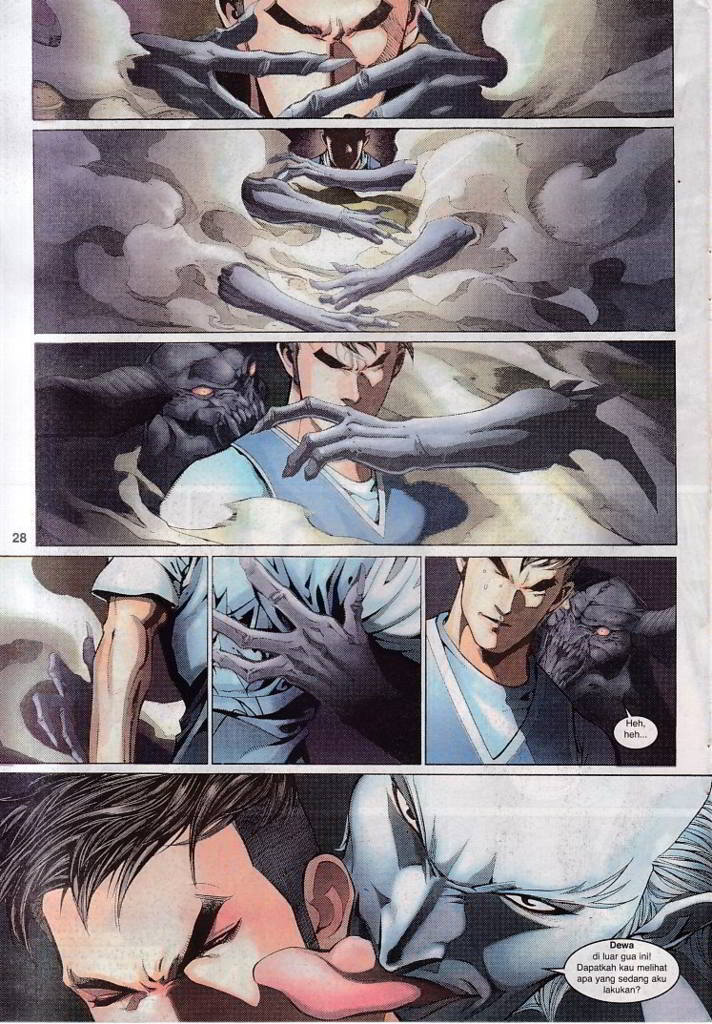 28
Heh,
heh...
Dewa
di luar gua ini!
Dapatkah kau melihat
apa yang sedang aku
lakukan?